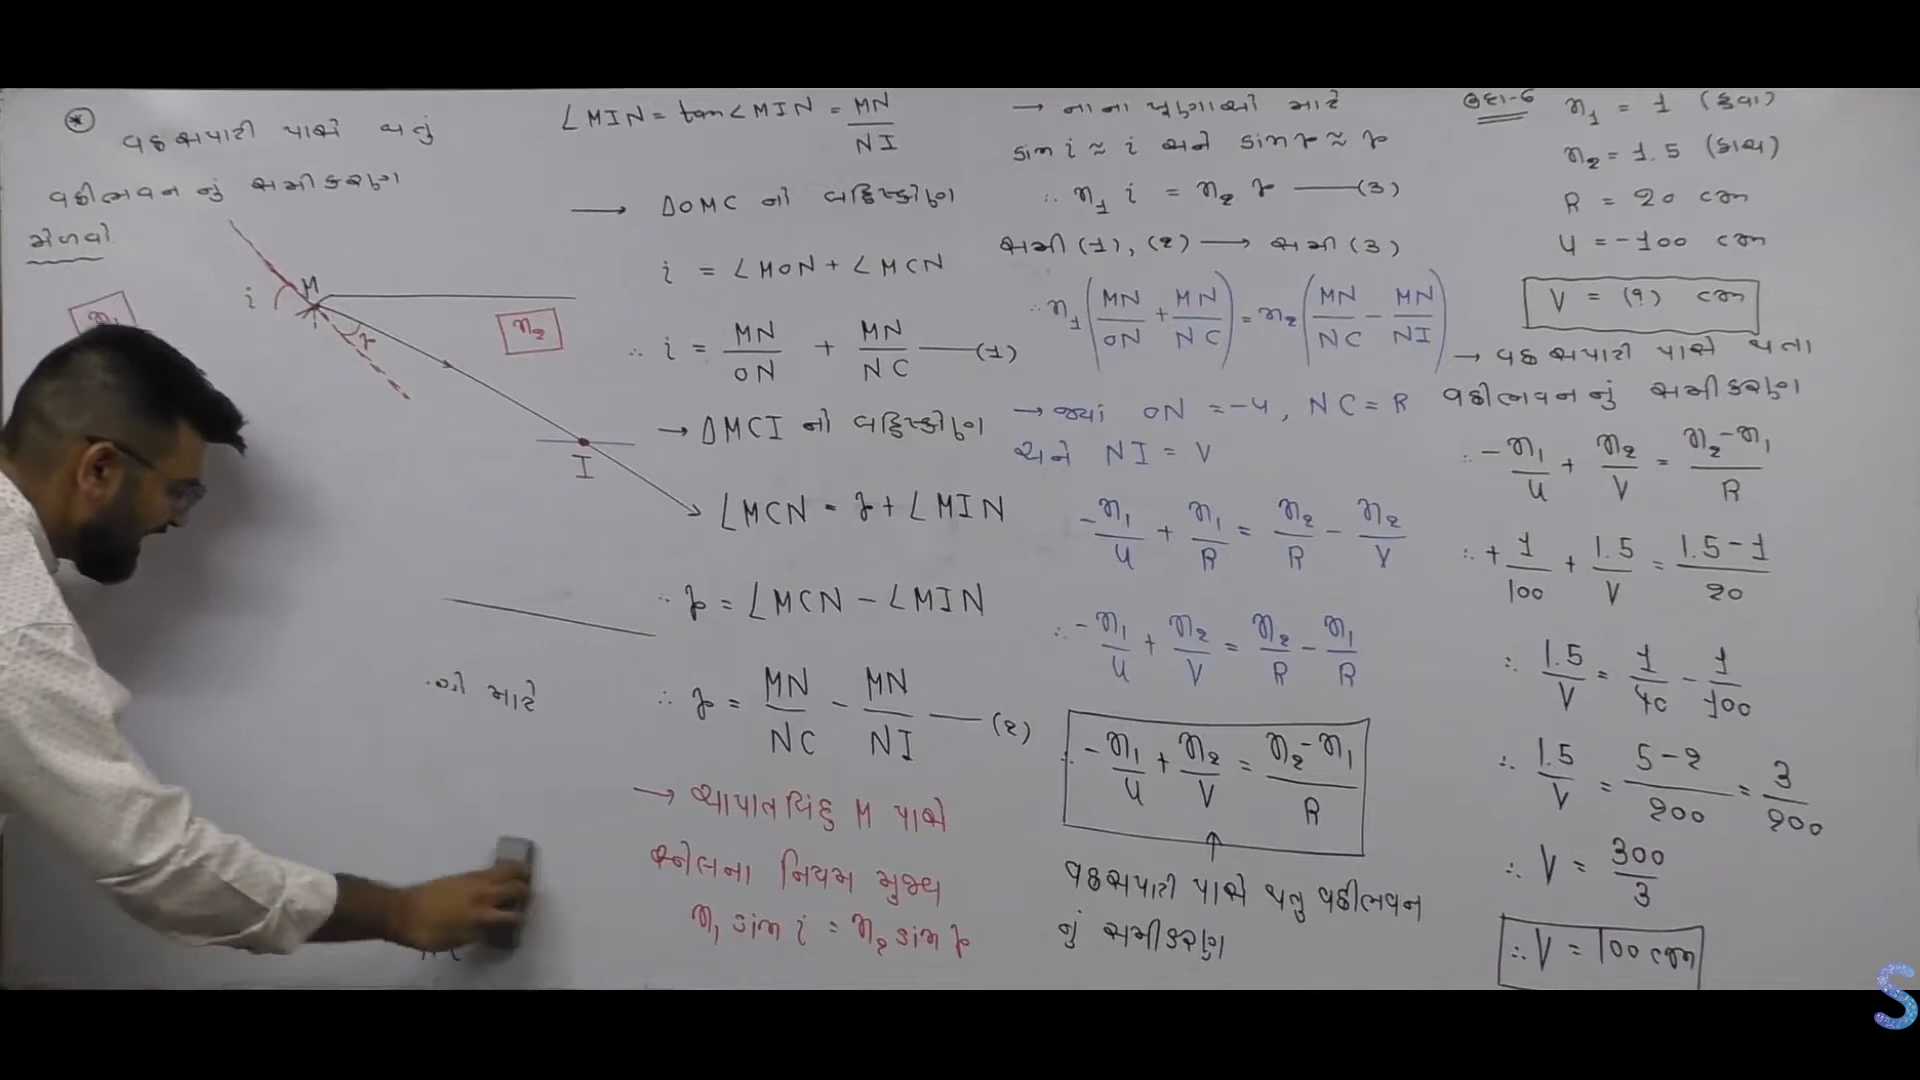 * વક્રસપાટી પાસે થતું
વક્રીભવન નું સમીકરણ
મેળવો.
i
M
r
n₂
I
ણો માટે
∠MIN = tan∠MIN = MN/NI
→ ΔOMC નો બહિષ્કોણ
i = ∠MON + ∠MCN
∴ i = MN/ON + MN/NC —(1)
→ ΔMCI નો બહિષ્કોણ
∠MCN = r + ∠MIN
∴ r = ∠MCN − ∠MIN
∴ r = MN/NC − MN/NI —(2)
→ આપાતબિંદુ M પાસે
સ્નેલના નિયમ મુજબ
n₁ sin i = n₂ sin r
→ નાના ખૂણાઓ માટે
sin i ≈ i અને sin r ≈ r
∴ n₁ i = n₂ r —(3)
સમી (1), (2) → સમી (3)
∴ n₁(MN/ON + MN/NC) = n₂(MN/NC − MN/NI)
→ જ્યાં ON = −u, NC = R
અને NI = V
−n₁/u + n₁/R = n₂/R − n₂/V
∴ −n₁/u + n₂/V = n₂/R − n₁/R
∴ −n₁/u + n₂/V = n₂−n₁/R
વક્રસપાટી પાસે થતુ વક્રીભવન
નું સમીકરણ
ઉદા-6 n₁ = 1 (હવા)
n₂ = 1.5 (કાચ)
R = 20 cm
u = −100 cm
V = (?) cm
→ વક્રસપાટી પાસે થતા
વક્રીભવનનું સમીકરણ
∴ −n₁/u + n₂/V = n₂−n₁/R
∴ +1/100 + 1.5/V = 1.5−1/20
∴ 1.5/V = 1/40 − 1/100
∴ 1.5/V = 5−2/200 = 3/200
∴ V = 300/3
∴ V = 100 cm
S